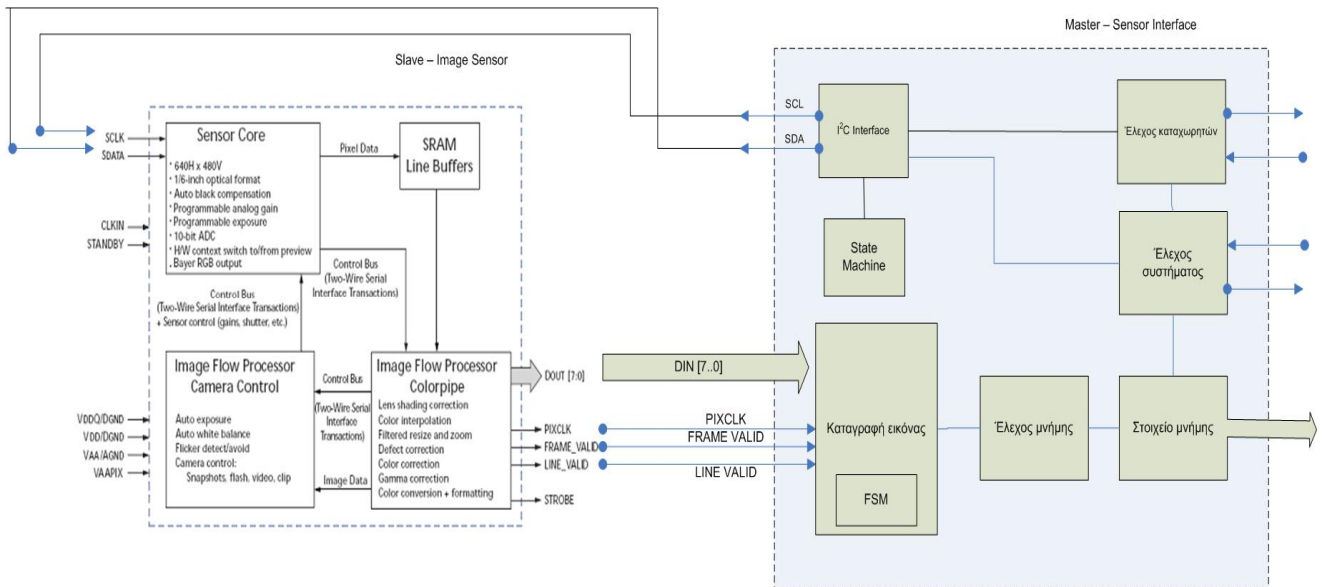 Master – Sensor Interface
Slave – Image Sensor
SCLK
SDATA
CLKIN
STANDBY
VDDQ/DGND
VDD/DGND
VAA/AGND
VAAPIX
Sensor Core
• 640H x 480V
• 1/6-inch optical format
• Auto black compensation
• Programmable analog gain
• Programmable exposure
• 10-bit ADC
• H/W context switch to/from preview
• Bayer RGB output
Pixel Data
SRAM
Line Buffers
Control Bus
(Two-Wire Serial
Interface Transactions)
Control Bus
(Two-Wire Serial Interface Transactions)
+ Sensor control (gains, shutter, etc.)
Image Flow Processor
Camera Control
Auto exposure
Auto white balance
Flicker detect/avoid
Camera control:
Snapshots, flash, video, clip
Control Bus
(Two-Wire Serial
Interface
Transactions)
Image Data
Image Flow Processor
Colorpipe
Lens shading correction
Color interpolation
Filtered resize and zoom
Defect correction
Color correction
Gamma correction
Color conversion + formatting
DOUT [7:0]
PIXCLK
FRAME_VALID
LINE_VALID
STROBE
SCL
SDA
I²C Interface
State
Machine
Έλεχος καταχωρητών
Έλεχος
συστήματος
DIN [7..0]
PIXCLK
FRAME VALID
LINE VALID
Καταγραφή εικόνας
FSM
Έλεχος μνήμης
Στοιχείο μνήμης